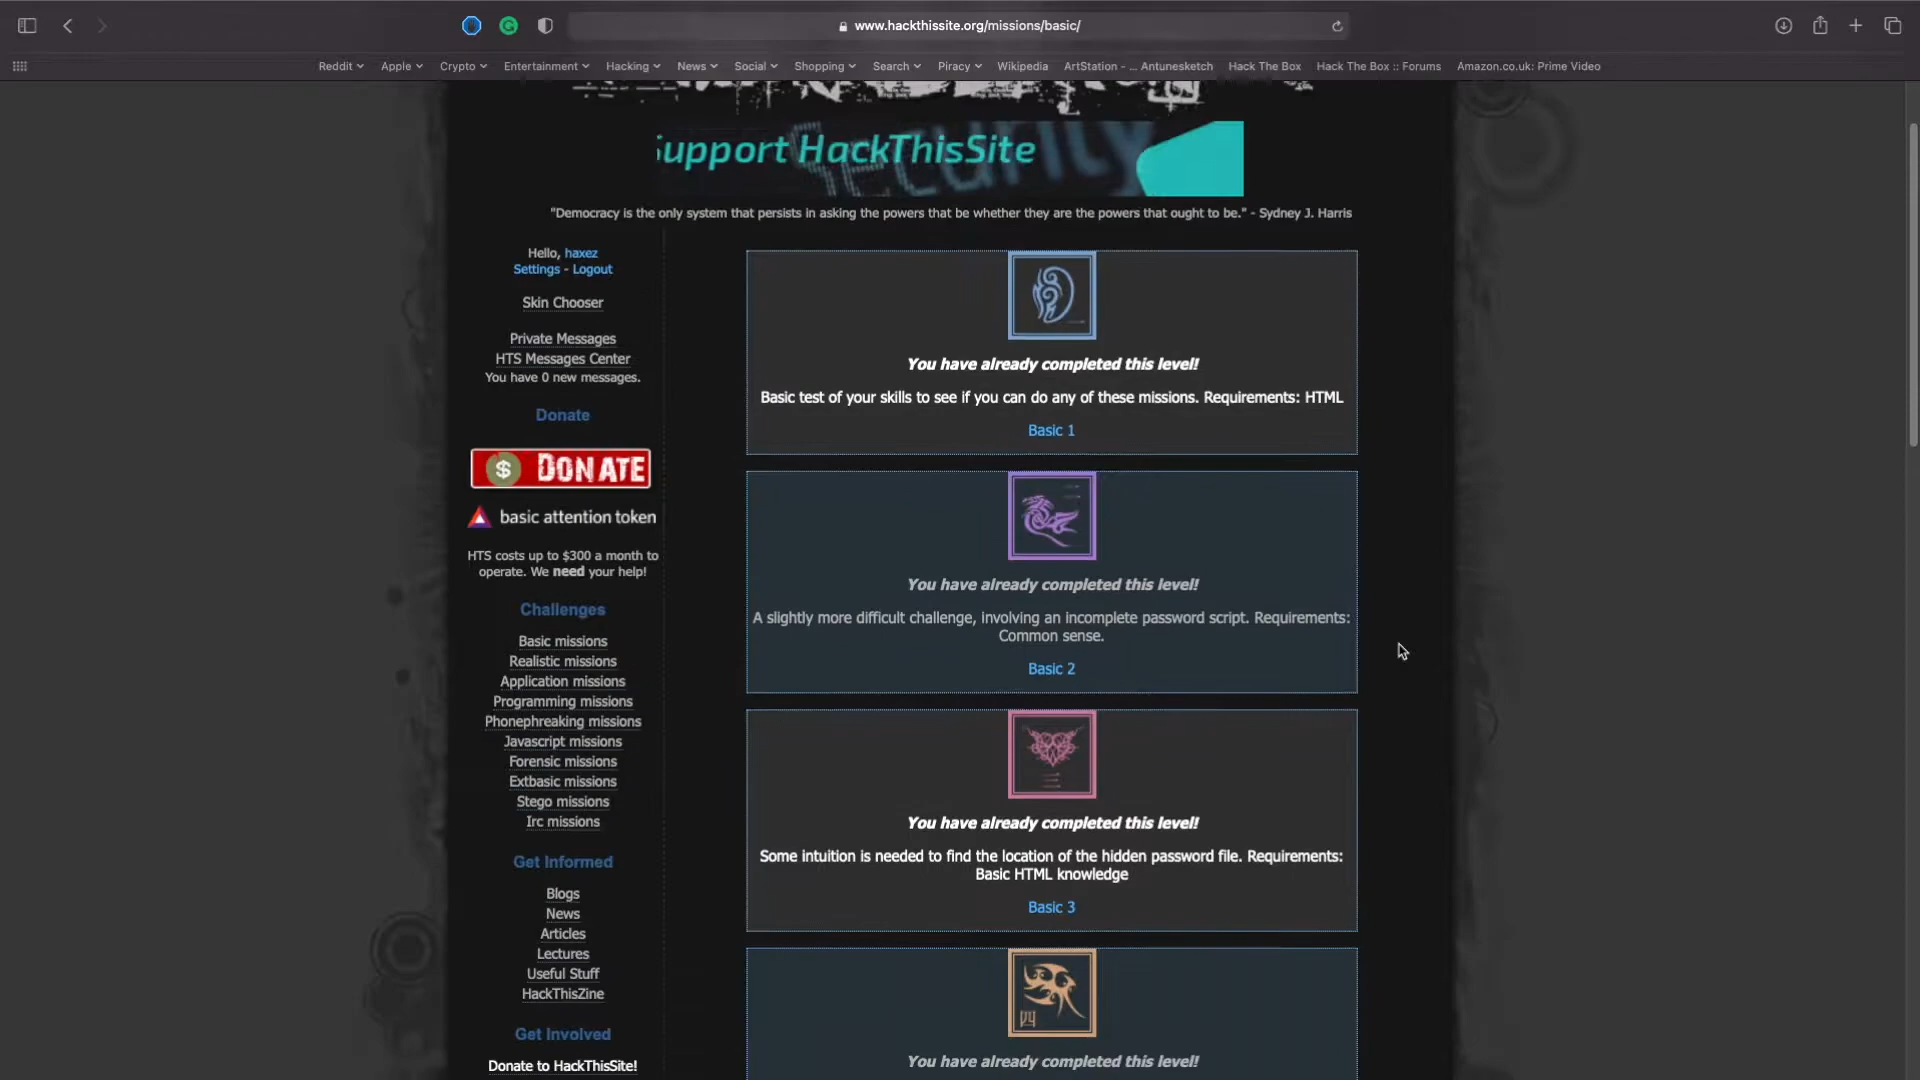 www.hackthissite.org/missions/basic/
Reddit Apple Crypto Entertainment Hacking News Social Shopping Search Piracy Wikipedia ArtStation - ... Antunesketch Hack The Box Hack The Box :: Forums Amazon.co.uk: Prime Video
Support HackThisSite
Security
"Democracy is the only system that persists in asking the powers that be whether they are the powers that ought to be." - Sydney J. Harris
Hello, haxez
Settings - Logout
Skin Chooser
Private Messages
HTS Messages Center
You have 0 new messages.
Donate
$ DONATE
basic attention token
HTS costs up to $300 a month to
operate. We need your help!
Challenges
Basic missions
Realistic missions
Application missions
Programming missions
Phonephreaking missions
Javascript missions
Forensic missions
Extbasic missions
Stego missions
Irc missions
Get Informed
Blogs
News
Articles
Lectures
Useful Stuff
HackThisZine
Get Involved
Donate to HackThisSite!
You have already completed this level!
Basic test of your skills to see if you can do any of these missions. Requirements: HTML
Basic 1
二
You have already completed this level!
A slightly more difficult challenge, involving an incomplete password script. Requirements:
Common sense.
Basic 2
三
You have already completed this level!
Some intuition is needed to find the location of the hidden password file. Requirements:
Basic HTML knowledge
Basic 3
四
You have already completed this level!